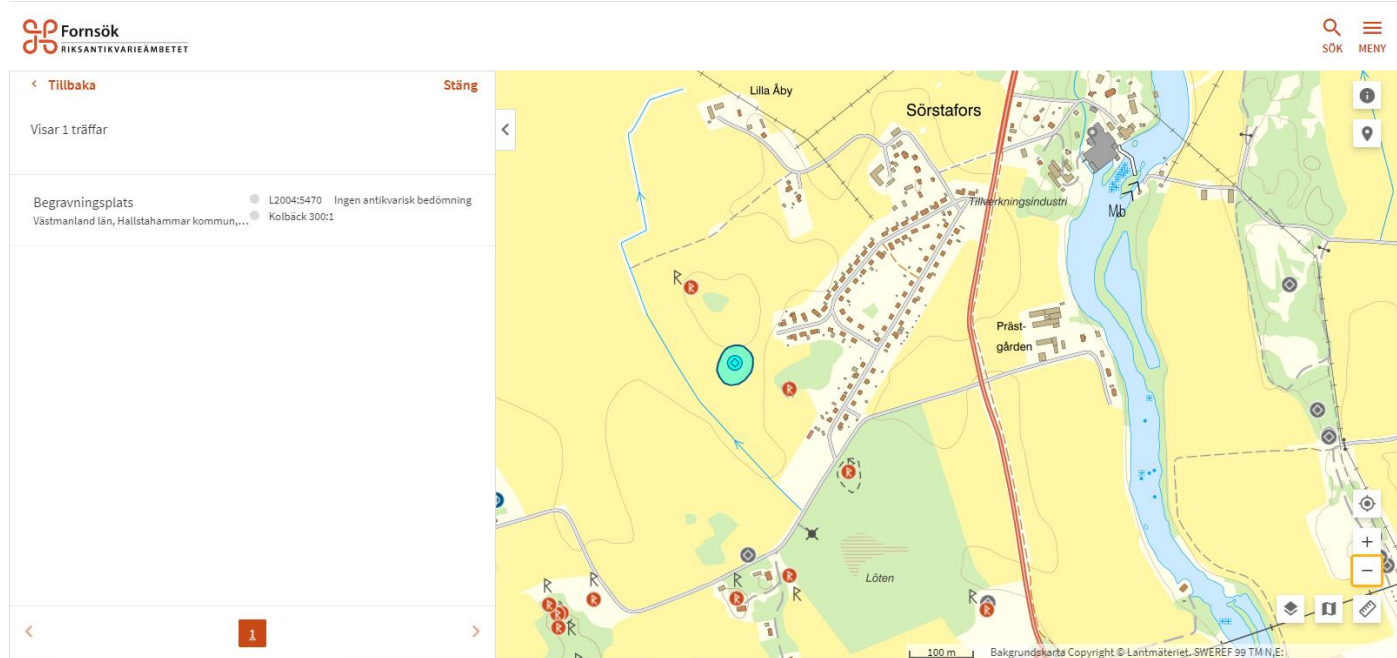 Fornsök
RIKSANTIKVARIEÄMBETET
SÖK
MENY
Tillbaka
Stäng
Visar 1 träffar
Begravningsplats
L2004:5470
Ingen antikvarisk bedömning
Västmanland län, Hallstahammar kommun,...
Kolbäck 300:1
1
Lilla Åby
Sörstafors
Tillverkningsindustri
Mb
Präst-
gården
Löten
100 m
Bakgrundskarta Copyright © Lantmäteriet. SWEREF 99 TM N,E: